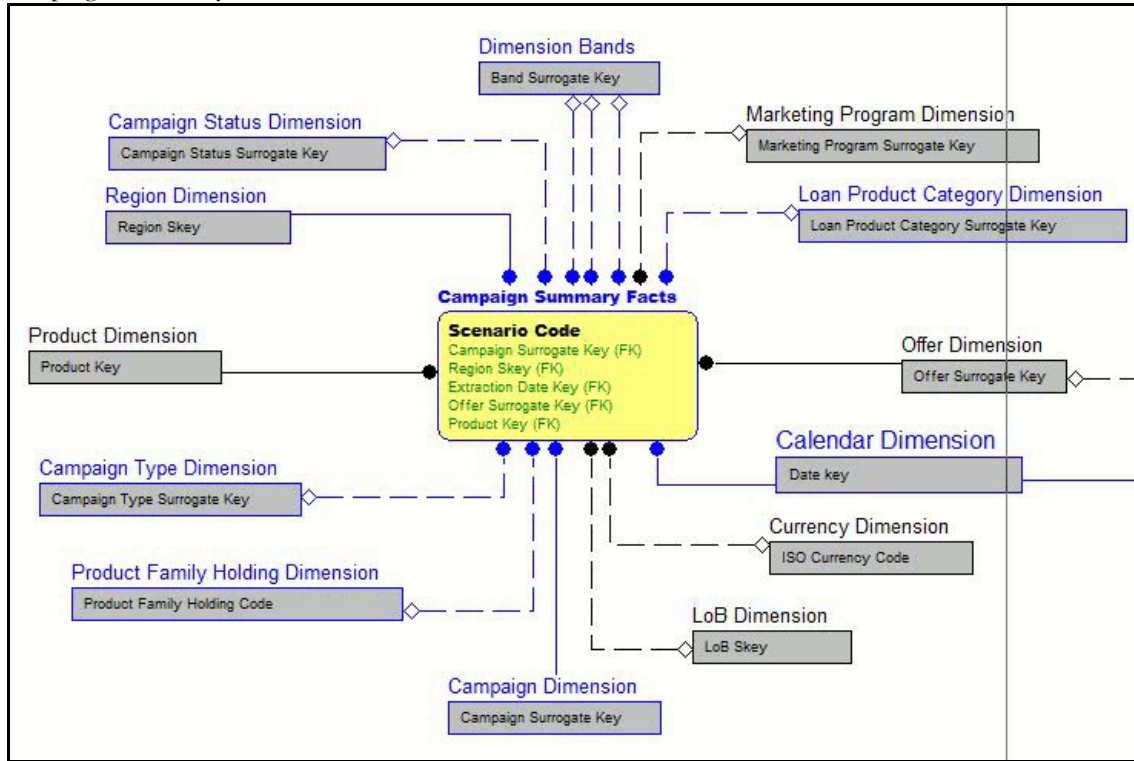 Dimension Bands
Band Surrogate Key
Campaign Status Dimension
Campaign Status Surrogate Key
Marketing Program Dimension
Marketing Program Surrogate Key
Region Dimension
Region Skey
Loan Product Category Dimension
Loan Product Category Surrogate Key
Campaign Summary Facts
Scenario Code
Campaign Surrogate Key (FK)
Region Skey (FK)
Extraction Date Key (FK)
Offer Surrogate Key (FK)
Product Key (FK)
Product Dimension
Product Key
Offer Dimension
Offer Surrogate Key
Campaign Type Dimension
Campaign Type Surrogate Key
Calendar Dimension
Date key
Currency Dimension
ISO Currency Code
Product Family Holding Dimension
Product Family Holding Code
LoB Dimension
LoB Skey
Campaign Dimension
Campaign Surrogate Key